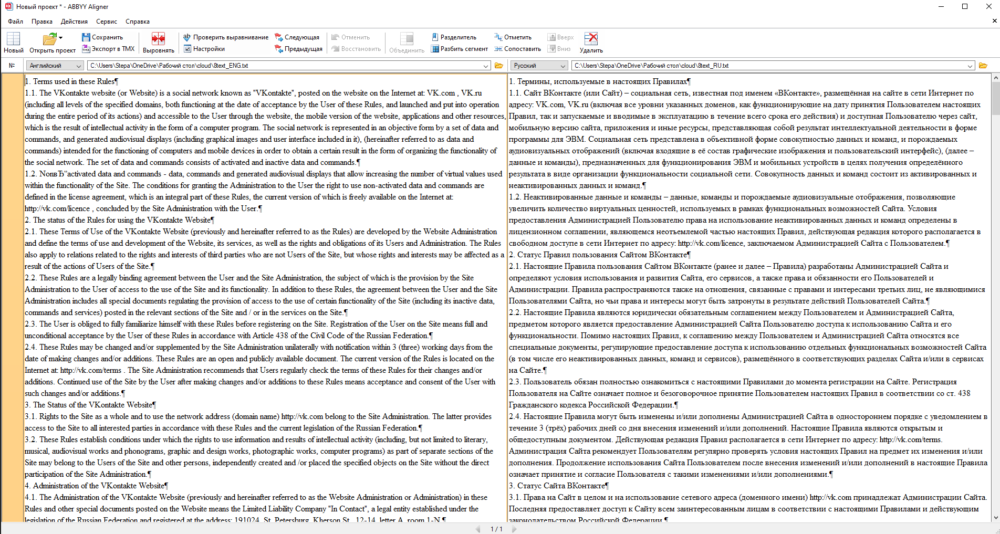 Новый проект * - ABBYY Aligner
Файл Правка Действия Сервис Справка
Новый
Открыть проект
Сохранить
Экспорт в TMX
Выровнять
Проверить выравнивание
Настройки
Следующая
Предыдущая
Отменить
Восстановить
Объединить
Разделитель
Разбить сегмент
Отметить
Сопоставить
Вверх
Вниз
Удалить
№
Английский
C:\Users\Stepa\OneDrive\Рабочий стол\cloud\8text_ENG.txt
Русский
C:\Users\Stepa\OneDrive\Рабочий стол\cloud\8text_RU.txt
1. Terms used in these Rules¶
1.1. The VKontakte website (or Website) is a social network known as "VKontakte", posted on the website on the Internet at: VK.com , VK.ru
(including all levels of the specified domains, both functioning at the date of acceptance by the User of these Rules, and launched and put into operation
during the entire period of its actions) and accessible to the User through the website, the mobile version of the website, applications and other resources,
which is the result of intellectual activity in the form of a computer program. The social network is represented in an objective form by a set of data and
commands, and generated audiovisual displays (including graphical images and user interface included in it), (hereinafter referred to as data and
commands) intended for the functioning of computers and mobile devices in order to obtain a certain result in the form of organizing the functionality of
the social network. The set of data and commands consists of activated and inactive data and commands.¶
1.2. NonвЂ“activated data and commands - data, commands and generated audiovisual displays that allow increasing the number of virtual values used
within the functionality of the Site. The conditions for granting the Administration to the User the right to use non-activated data and commands are
defined in the license agreement, which is an integral part of these Rules, the current version of which is freely available on the Internet at:
http://vk.com/licence , concluded by the Site Administration with the User.¶
2. The status of the Rules for using the VKontakte Website¶
2.1. These Terms of Use of the VKontakte Website (previously and hereinafter referred to as the Rules) are developed by the Website Administration
and define the terms of use and development of the Website, its services, as well as the rights and obligations of its Users and Administration. The Rules
also apply to relations related to the rights and interests of third parties who are not Users of the Site, but whose rights and interests may be affected as a
result of the actions of Users of the Site.¶
2.2. These Rules are a legally binding agreement between the User and the Site Administration, the subject of which is the provision by the Site
Administration to the User of access to the use of the Site and its functionality. In addition to these Rules, the agreement between the User and the Site
Administration includes all special documents regulating the provision of access to the use of certain functionality of the Site (including its inactive data,
commands and services) posted in the relevant sections of the Site and / or in the services on the Site.¶
2.3. The User is obliged to fully familiarize himself with these Rules before registering on the Site. Registration of the User on the Site means full and
unconditional acceptance by the User of these Rules in accordance with Article 438 of the Civil Code of the Russian Federation.¶
2.4. These Rules may be changed and/or supplemented by the Site Administration unilaterally with notification within 3 (three) working days from the
date of making changes and/or additions. These Rules are an open and publicly available document. The current version of the Rules is located on the
Internet at: http://vk.com/terms . The Site Administration recommends that Users regularly check the terms of these Rules for their changes and/or
additions. Continued use of the Site by the User after making changes and/or additions to these Rules means acceptance and consent of the User with
such changes and/or additions.¶
3. The Status of the VKontakte Website¶
3.1. Rights to the Site as a whole and to use the network address (domain name) http://vk.com belong to the Site Administration. The latter provides
access to the Site to all interested parties in accordance with these Rules and the current legislation of the Russian Federation.¶
3.2. These Rules establish conditions under which the rights to use information and results of intellectual activity (including, but not limited to literary,
musical, audiovisual works and phonograms, graphic and design works, photographic works, computer programs) as part of separate sections of the
Site may belong to the Users of the Site and other persons, independently created and /or placed the specified objects on the Site without the direct
participation of the Site Administration.¶
4. Administration of the VKontakte Website¶
4.1. The Administration of the VKontakte Website (previously and hereinafter referred to as the Website Administration or Administration) in these
Rules and other special documents posted on the Website means the Limited Liability Company "In Contact", a legal entity established under the
legislation of the Russian Federation and registered at the address: 191024, St. Petersburg, Kherson St., 12-14, letter A, room 1-N.¶
1. Термины, используемые в настоящих Правилах¶
1.1. Сайт ВКонтакте (или Сайт) – социальная сеть, известная под именем «ВКонтакте», размещённая на сайте в сети Интернет по
адресу: VK.com, VK.ru (включая все уровни указанных доменов, как функционирующие на дату принятия Пользователем настоящих
Правил, так и запускаемые и вводимые в эксплуатацию в течение всего срока его действия) и доступная Пользователю через сайт,
мобильную версию сайта, приложения и иные ресурсы, представляющая собой результат интеллектуальной деятельности в форме
программы для ЭВМ. Социальная сеть представлена в объективной форме совокупностью данных и команд, и порождаемых
аудиовизуальных отображений (включая входящие в её состав графические изображения и пользовательский интерфейс), (далее –
данные и команды), предназначенных для функционирования ЭВМ и мобильных устройств в целях получения определённого
результата в виде организации функциональности социальной сети. Совокупность данных и команд состоит из активированных и
неактивированных данных и команд.¶
1.2. Неактивированные данные и команды – данные, команды и порождаемые аудиовизуальные отображения, позволяющие
увеличить количество виртуальных ценностей, используемых в рамках функциональных возможностей Сайта. Условия
предоставления Администрацией Пользователю права на использование неактивированных данных и команд определены в
лицензионном соглашении, являющемся неотъемлемой частью настоящих Правил, действующая редакция которого располагается в
свободном доступе в сети Интернет по адресу: http://vk.com/licence, заключаемом Администрацией Сайта с Пользователем.¶
2. Статус Правил пользования Сайтом ВКонтакте¶
2.1. Настоящие Правила пользования Сайтом ВКонтакте (ранее и далее – Правила) разработаны Администрацией Сайта и
определяют условия использования и развития Сайта, его сервисов, а также права и обязанности его Пользователей и
Администрации. Правила распространяются также на отношения, связанные с правами и интересами третьих лиц, не являющимися
Пользователями Сайта, но чьи права и интересы могут быть затронуты в результате действий Пользователей Сайта.¶
2.2. Настоящие Правила являются юридически обязательным соглашением между Пользователем и Администрацией Сайта,
предметом которого является предоставление Администрацией Сайта Пользователю доступа к использованию Сайта и его
функциональности. Помимо настоящих Правил, к соглашению между Пользователем и Администрацией Сайта относятся все
специальные документы, регулирующие предоставление доступа к использованию отдельных функциональных возможностей Сайта
(в том числе его неактивированных данных, команд и сервисов), размещённого в соответствующих разделах Сайта и/или в сервисах
на Сайте.¶
2.3. Пользователь обязан полностью ознакомиться с настоящими Правилами до момента регистрации на Сайте. Регистрация
Пользователя на Сайте означает полное и безоговорочное принятие Пользователем настоящих Правил в соответствии со ст. 438
Гражданского кодекса Российской Федерации.¶
2.4. Настоящие Правила могут быть изменены и/или дополнены Администрацией Сайта в одностороннем порядке с уведомлением в
течение 3 (трёх) рабочих дней со дня внесения изменений и/или дополнений. Настоящие Правила являются открытым и
общедоступным документом. Действующая редакция Правил располагается в сети Интернет по адресу: http://vk.com/terms.
Администрация Сайта рекомендует Пользователям регулярно проверять условия настоящих Правил на предмет их изменения и/или
дополнения. Продолжение использования Сайта Пользователем после внесения изменений и/или дополнений в настоящие Правила
означает принятие и согласие Пользователя с такими изменениями и/или дополнениями.¶
3. Статус Сайта ВКонтакте¶
3.1. Права на Сайт в целом и на использование сетевого адреса (доменного имени) http://vk.com принадлежат Администрации Сайта.
Последняя предоставляет доступ к Сайту всем заинтересованным лицам в соответствии с настоящими Правилами и действующим
законодательством Российской Федерации.¶
1 / 1